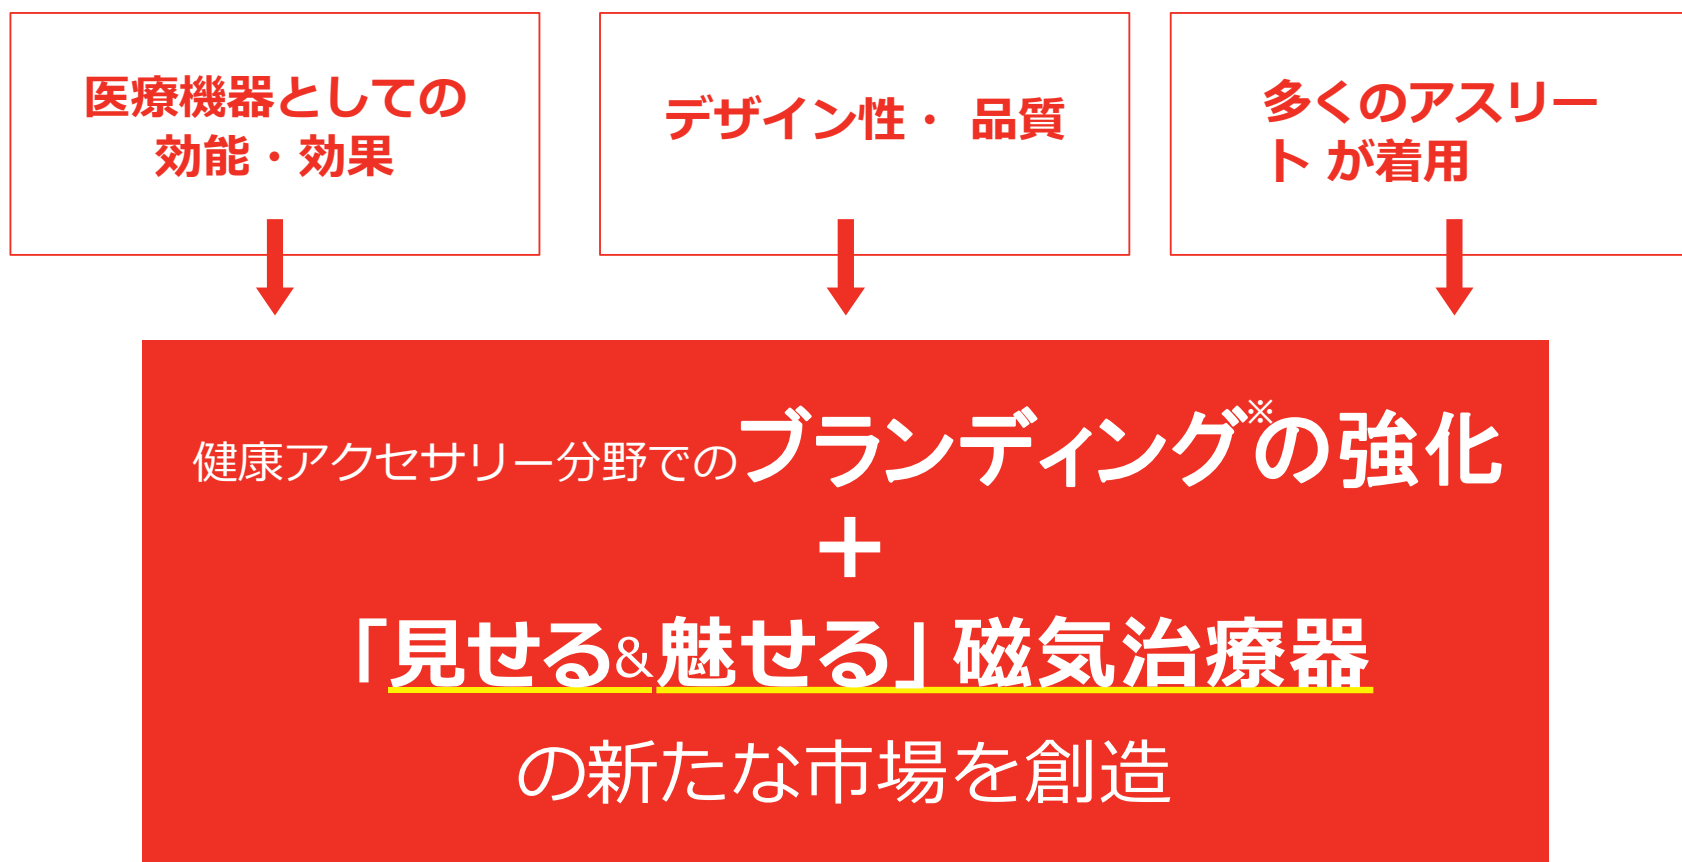 医療機器としての
効能・効果
デザイン性・ 品質
多くのアスリー
ト が着用
健康アクセサリー分野でのブランディング※の強化
+
「見せる&魅せる」磁気治療器
の新たな市場を創造